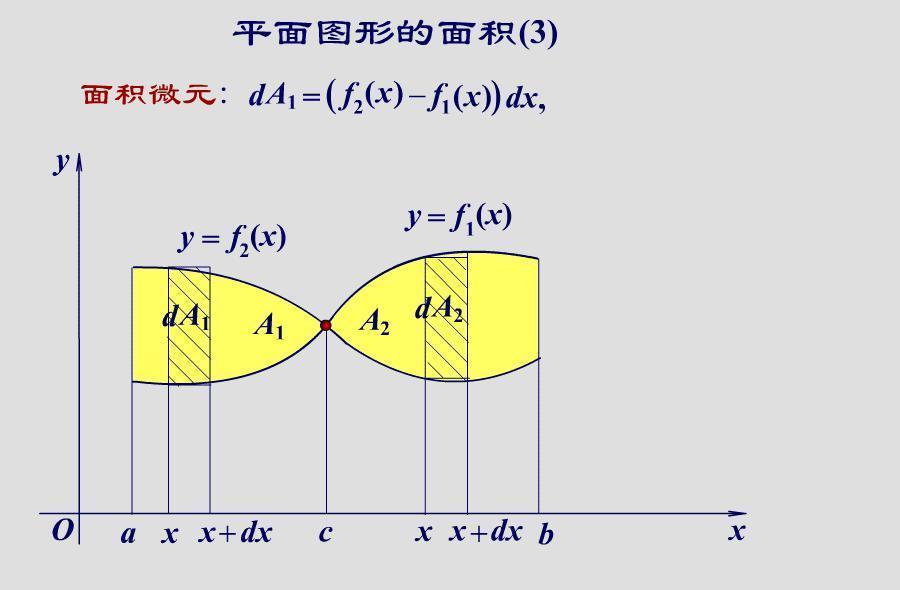 平面图形的面积(3)
面积微元: dA₁ = (f₂(x) − f₁(x)) dx,
y
y = f₁(x)
y = f₂(x)
dA₁ A₁ A₂ dA₂
O a x x+dx c x x+dx b x